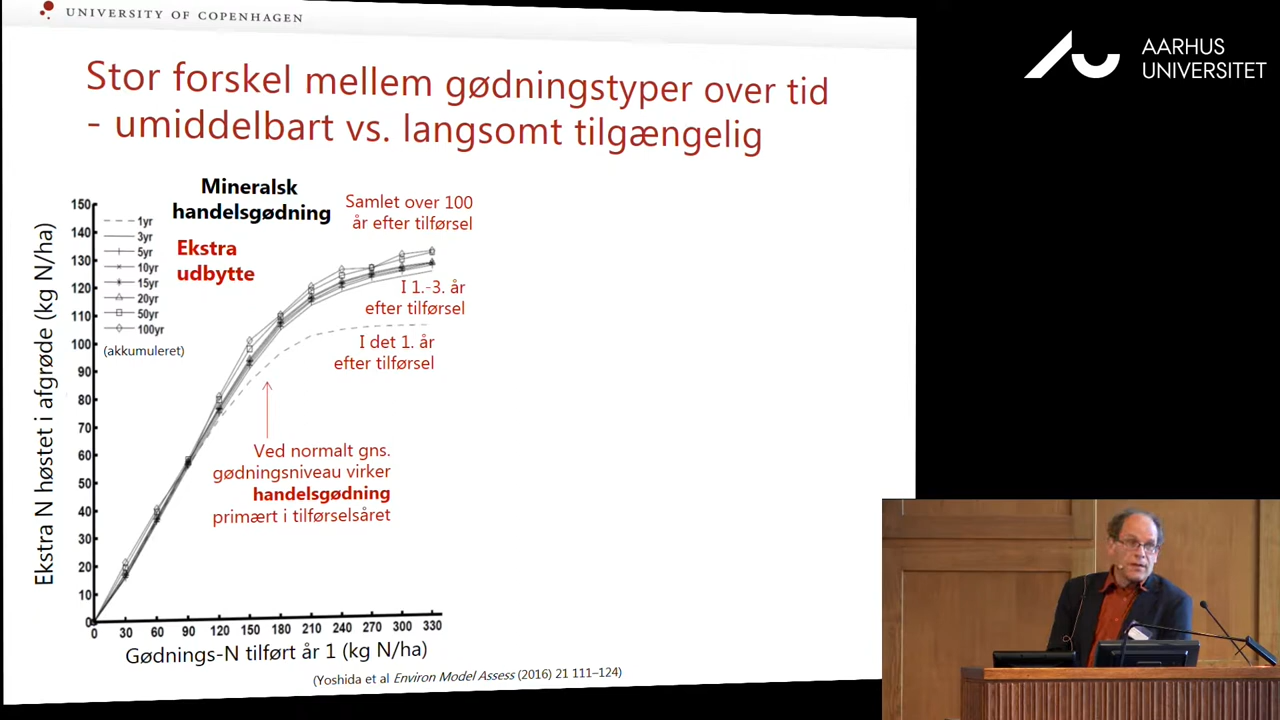 UNIVERSITY OF COPENHAGEN
AARHUS
UNIVERSITET
Stor forskel mellem gødningstyper over tid
- umiddelbart vs. langsomt tilgængelig
Mineralsk
handelsgødning
Ekstra
udbytte
Samlet over 100
år efter tilførsel
I 1.-3. år
efter tilførsel
I det 1. år
efter tilførsel
Ved normalt gns.
gødningsniveau virker
handelsgødning
primært i tilførselsåret
1yr
3yr
5yr
10yr
15yr
20yr
50yr
100yr
(akkumuleret)
Ekstra N høstet i afgrøde (kg N/ha)
150
140
130
120
110
100
90
80
70
60
50
40
30
20
10
0
0 30 60 90 120 150 180 210 240 270 300 330
Gødnings-N tilført år 1 (kg N/ha)
(Yoshida et al Environ Model Assess (2016) 21 111–124)